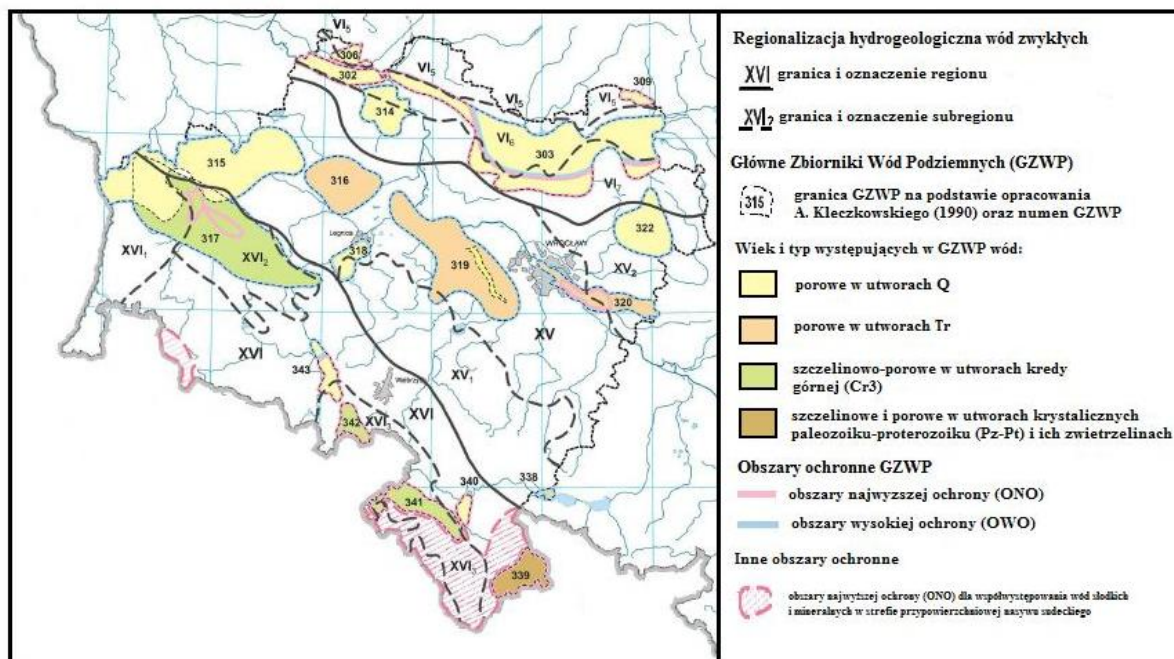 VI5
306
302
VI5
VI5
VI5
309
314
VI6
303
VI7
315
316
322
Legnica
318
WROCŁAW
317
XVI1
XVI2
319
XV2
320
XVI
XV
343
XV1
XVI
342
340
338
341
339
Regionalizacja hydrogeologiczna wód zwykłych
XVI granica i oznaczenie regionu
XVI2 granica i oznaczenie subregionu
Główne Zbiorniki Wód Podziemnych (GZWP)
315 granica GZWP na podstawie opracowania
A. Kleczkowskiego (1990) oraz numen GZWP
Wiek i typ występujących w GZWP wód:
porowe w utworach Q
porowe w utworach Tr
szczelinowo-porowe w utworach kredy
górnej (Cr3)
szczelinowe i porowe w utworach krystalicznych
paleozoiku-proterozoiku (Pz-Pt) i ich zwietrzelinach
Obszary ochronne GZWP
obszary najwyzszej ochrony (ONO)
obszary wysokiej ochrony (OWO)
Inne obszary ochronne
obszary najwyższej ochrony (ONO) dla współwystępowania wód słodkich
i mineralnych w strefie przypowierzchniowej nasywu sudeckiego